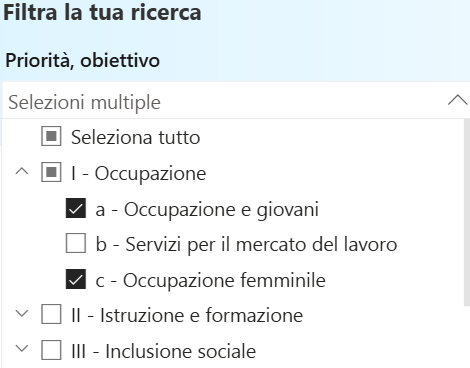 Filtra la tua ricerca
Priorità, obiettivo
Selezioni multiple
Seleziona tutto
I - Occupazione
a - Occupazione e giovani
b - Servizi per il mercato del lavoro
c - Occupazione femminile
II - Istruzione e formazione
III - Inclusione sociale